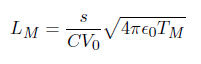 L_M = \frac{s}{CV_0} \sqrt{4\pi\epsilon_0 T_M}